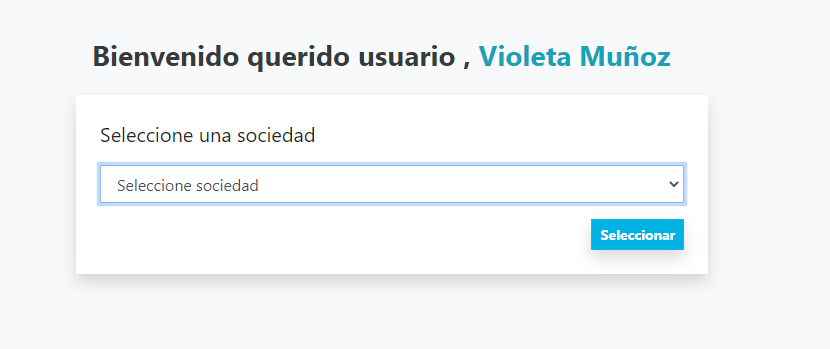 Bienvenido querido usuario , Violeta Muñoz
Seleccione una sociedad
Seleccione sociedad
Seleccionar